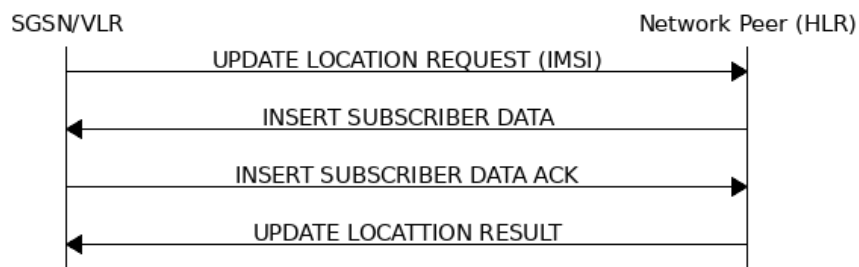 SGSN/VLR Network Peer (HLR)
UPDATE LOCATION REQUEST (IMSI)
INSERT SUBSCRIBER DATA
INSERT SUBSCRIBER DATA ACK
UPDATE LOCATTION RESULT